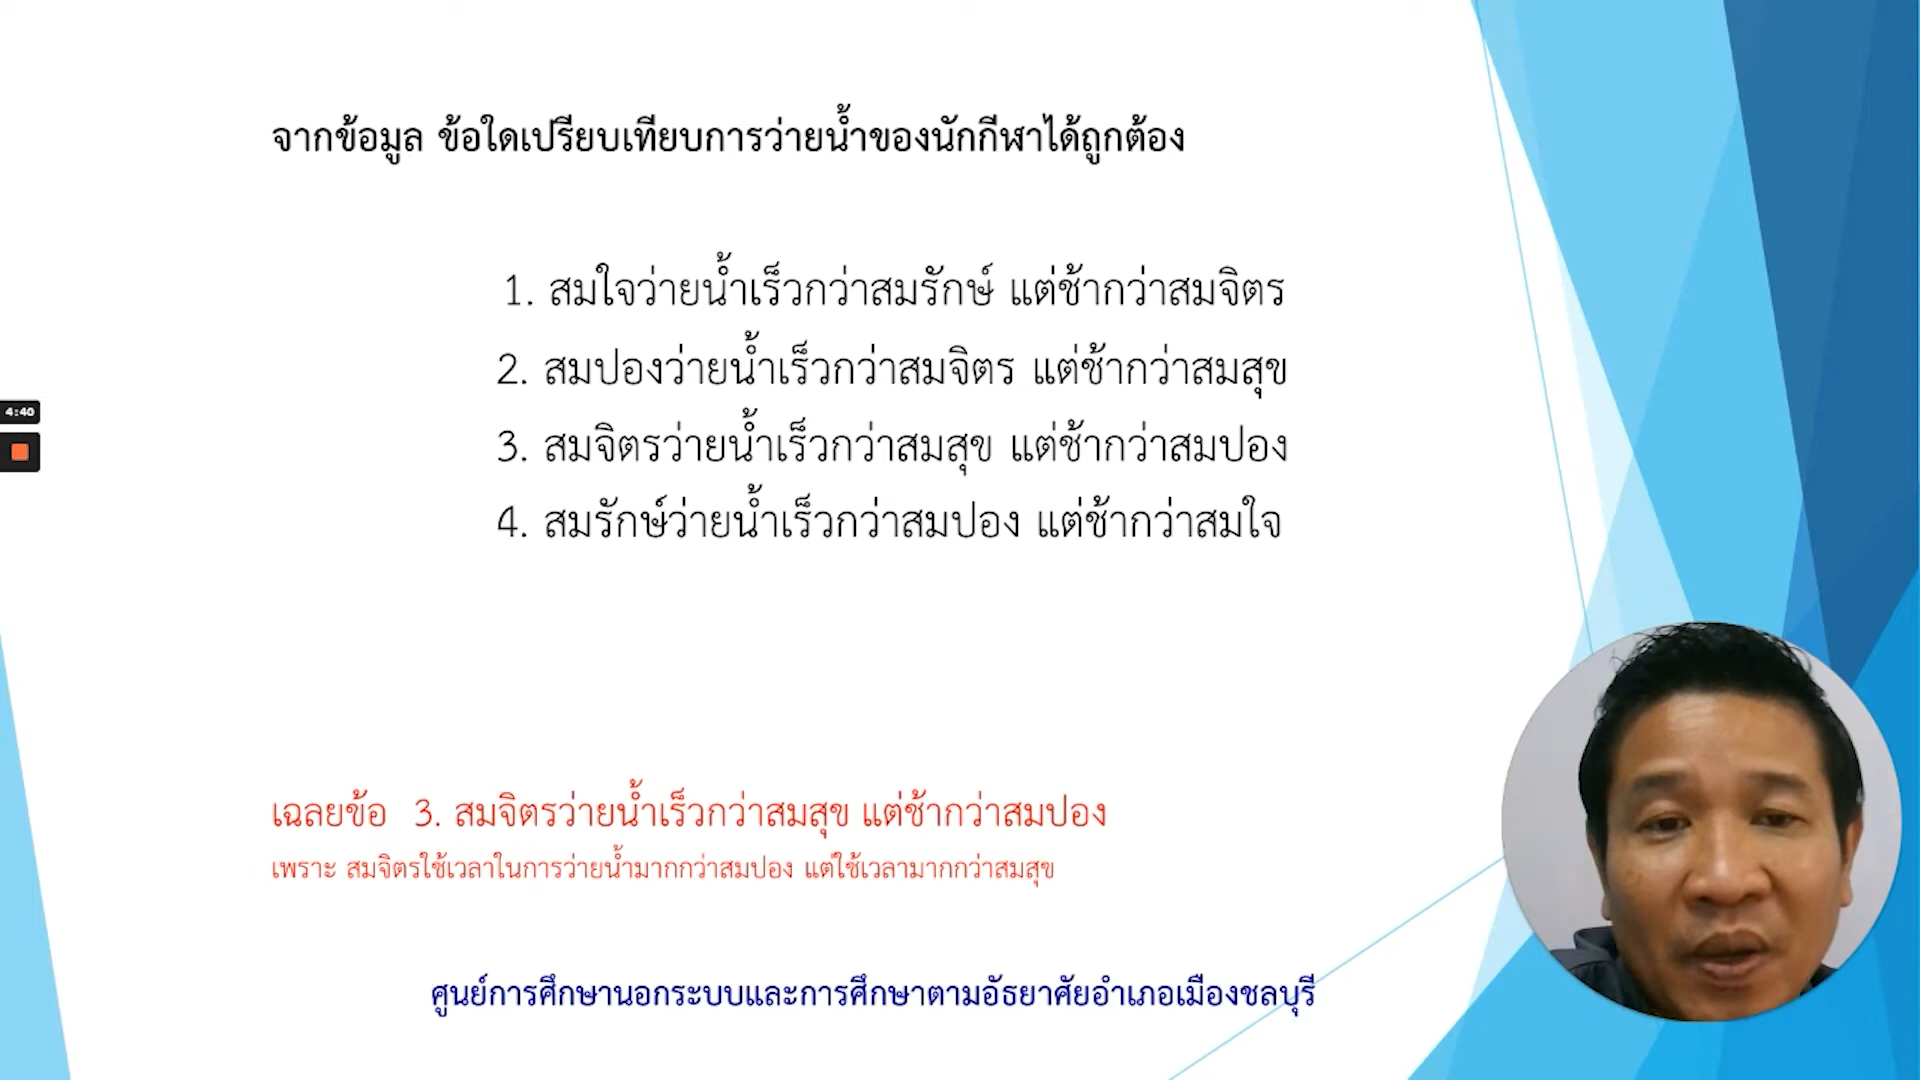 จากข้อมูล ข้อใดเปรียบเทียบการว่ายน้ำของนักกีฬาได้ถูกต้อง
1. สมใจว่ายน้ำเร็วกว่าสมรักษ์ แต่ช้ากว่าสมจิตร
2. สมปองว่ายน้ำเร็วกว่าสมจิตร แต่ช้ากว่าสมสุข
4:40
3. สมจิตรว่ายน้ำเร็วกว่าสมสุข แต่ช้ากว่าสมปอง
4. สมรักษ์ว่ายน้ำเร็วกว่าสมปอง แต่ช้ากว่าสมใจ
เฉลยข้อ 3. สมจิตรว่ายน้ำเร็วกว่าสมสุข แต่ช้ากว่าสมปอง
เพราะ สมจิตรใช้เวลาในการว่ายน้ำมากกว่าสมปอง แต่ใช้เวลามากกว่าสมสุข
ศูนย์การศึกษานอกระบบและการศึกษาตามอัธยาศัยอำเภอเมืองชลบุรี